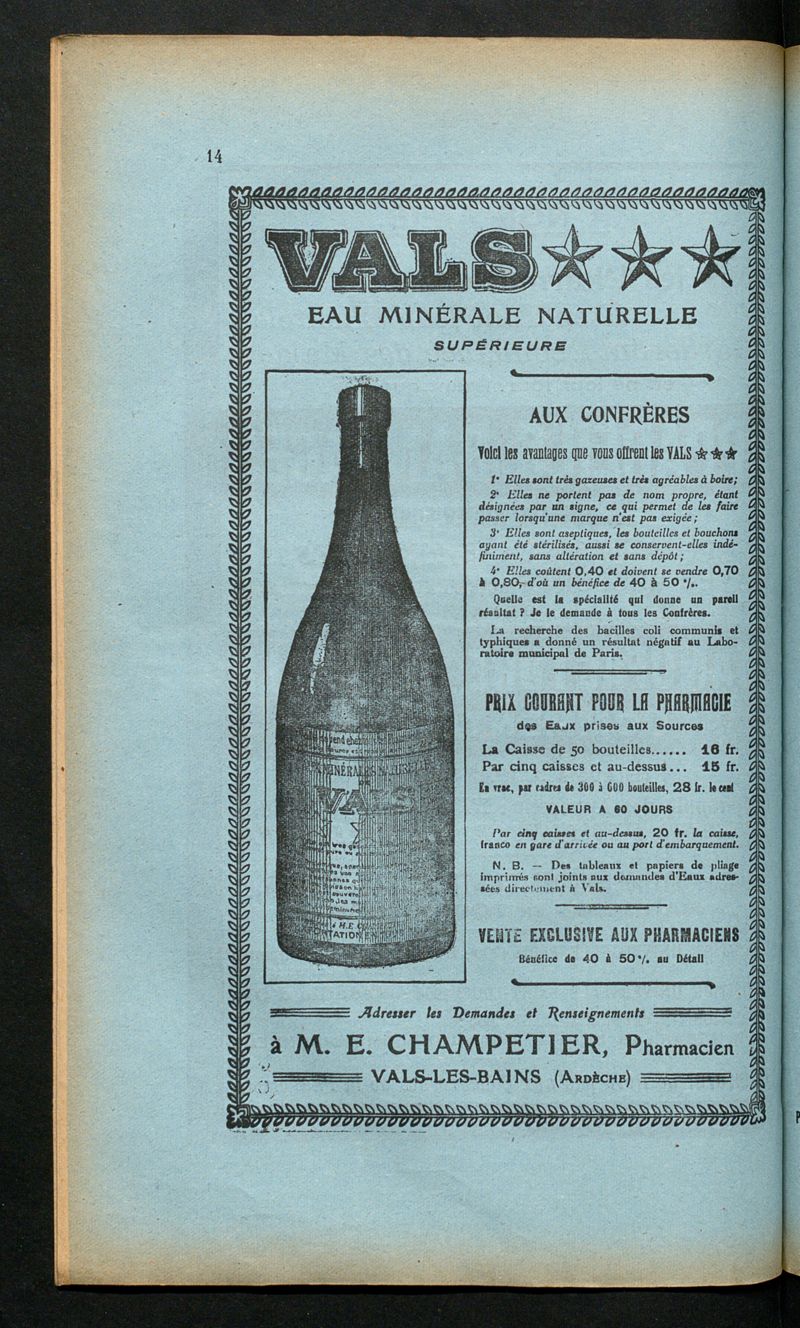 14
VALS ★ ★ ★
EAU MINÉRALE NATURELLE
SUPÉRIEURE
AUX CONFRÈRES
Voici les avantages que vous offrent les VALS ★★★
1° Elles sont très gazeuses et très agréables à boire;
2° Elles ne portent pas de nom propre, étant
désignées par un signe, ce qui permet de les faire
passer lorsqu'une marque n'est pas exigée;
3° Elles sont aseptiques, les bouteilles et bouchons
ayant été stérilisés, aussi se conservent-elles indé-
finiment, sans altération et sans dépôt;
4° Elles coûtent 0,40 et doivent se vendre 0,70
à 0,80, d'où un bénéfice de 40 à 50 %.
Quelle est la spécialité qui donne un pareil
résultat ? Je le demande à tous les Confrères.
La recherche des bacilles coli communis et
typhiques a donné un résultat négatif au Labo-
ratoire municipal de Paris.
PRIX COURANT POUR LA PHARMACIE
des Eaux prises aux Sources
La Caisse de 50 bouteilles...... 16 fr.
Par cinq caisses et au-dessus... 15 fr.
En vrac, par cadres de 300 à 600 bouteilles, 28 fr. le cent
VALEUR A 60 JOURS
Par cinq caisses et au-dessus, 20 fr. la caisse,
franco en gare d'arrivée ou au port d'embarquement.
N. B. — Des tableaux et papiers de pliage
imprimés sont joints aux demandes d'Eaux adres-
sées directement à Vals.
VENTE EXCLUSIVE AUX PHARMACIENS
Bénéfice de 40 à 50 % au Détail
MINÉRALE
VALS
Adresser les Demandes et Renseignements
à M. E. CHAMPETIER, Pharmacien
VALS-LES-BAINS (ARDÈCHE)
P